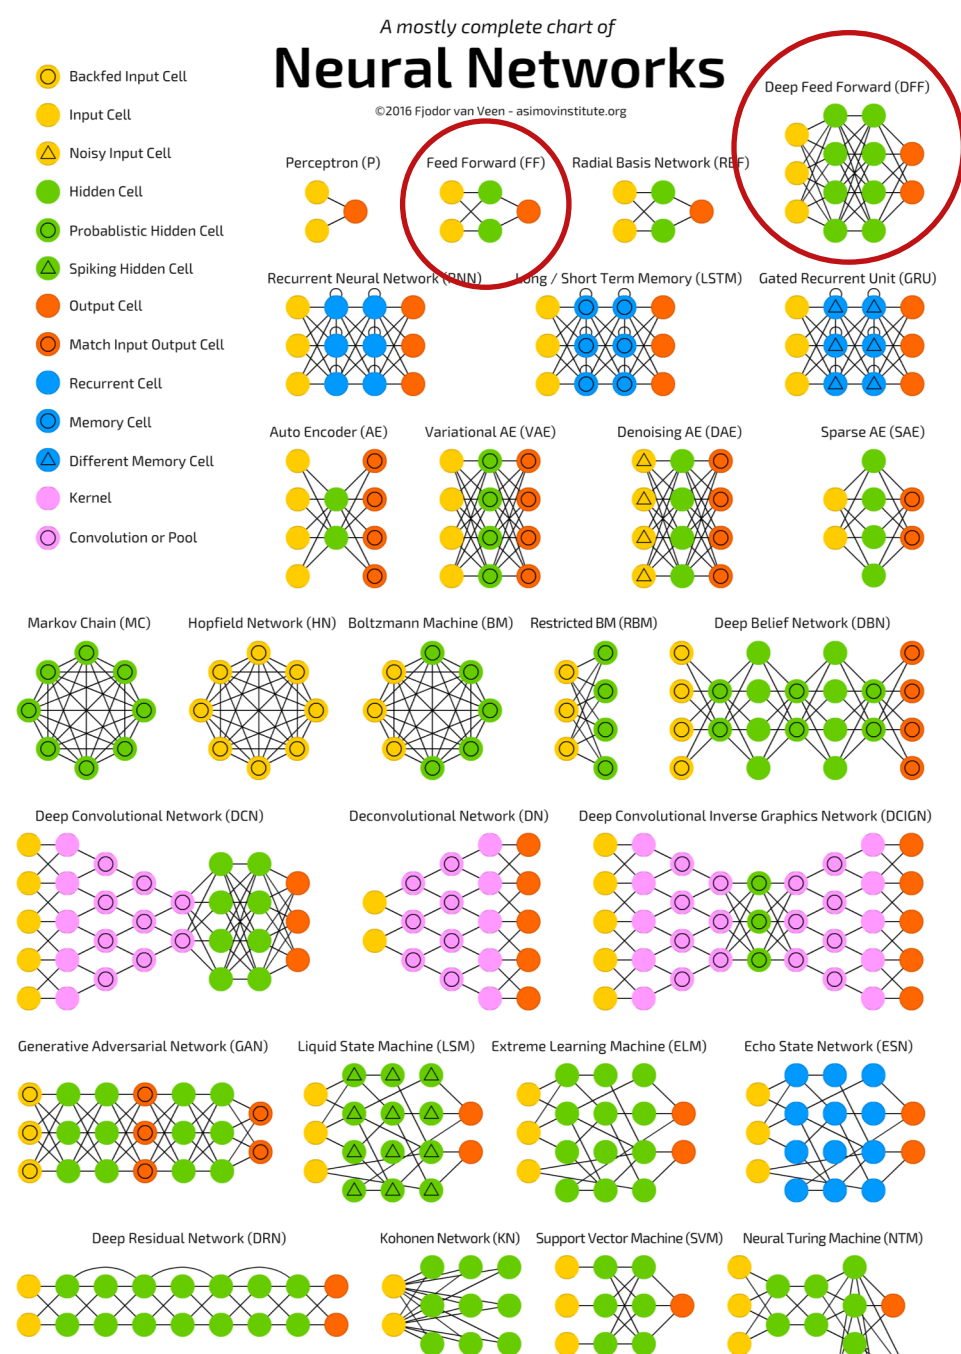 A mostly complete chart of
Neural Networks
©2016 Fjodor van Veen - asimovinstitute.org
Backfed Input Cell
Input Cell
Noisy Input Cell
Hidden Cell
Probablistic Hidden Cell
Spiking Hidden Cell
Output Cell
Match Input Output Cell
Recurrent Cell
Memory Cell
Different Memory Cell
Kernel
Convolution or Pool
Deep Feed Forward (DFF)
Perceptron (P)
Feed Forward (FF)
Radial Basis Network (RBF)
Recurrent Neural Network (RNN)
Long / Short Term Memory (LSTM)
Gated Recurrent Unit (GRU)
Auto Encoder (AE)
Variational AE (VAE)
Denoising AE (DAE)
Sparse AE (SAE)
Markov Chain (MC)
Hopfield Network (HN)
Boltzmann Machine (BM)
Restricted BM (RBM)
Deep Belief Network (DBN)
Deep Convolutional Network (DCN)
Deconvolutional Network (DN)
Deep Convolutional Inverse Graphics Network (DCIGN)
Generative Adversarial Network (GAN)
Liquid State Machine (LSM)
Extreme Learning Machine (ELM)
Echo State Network (ESN)
Deep Residual Network (DRN)
Kohonen Network (KN)
Support Vector Machine (SVM)
Neural Turing Machine (NTM)